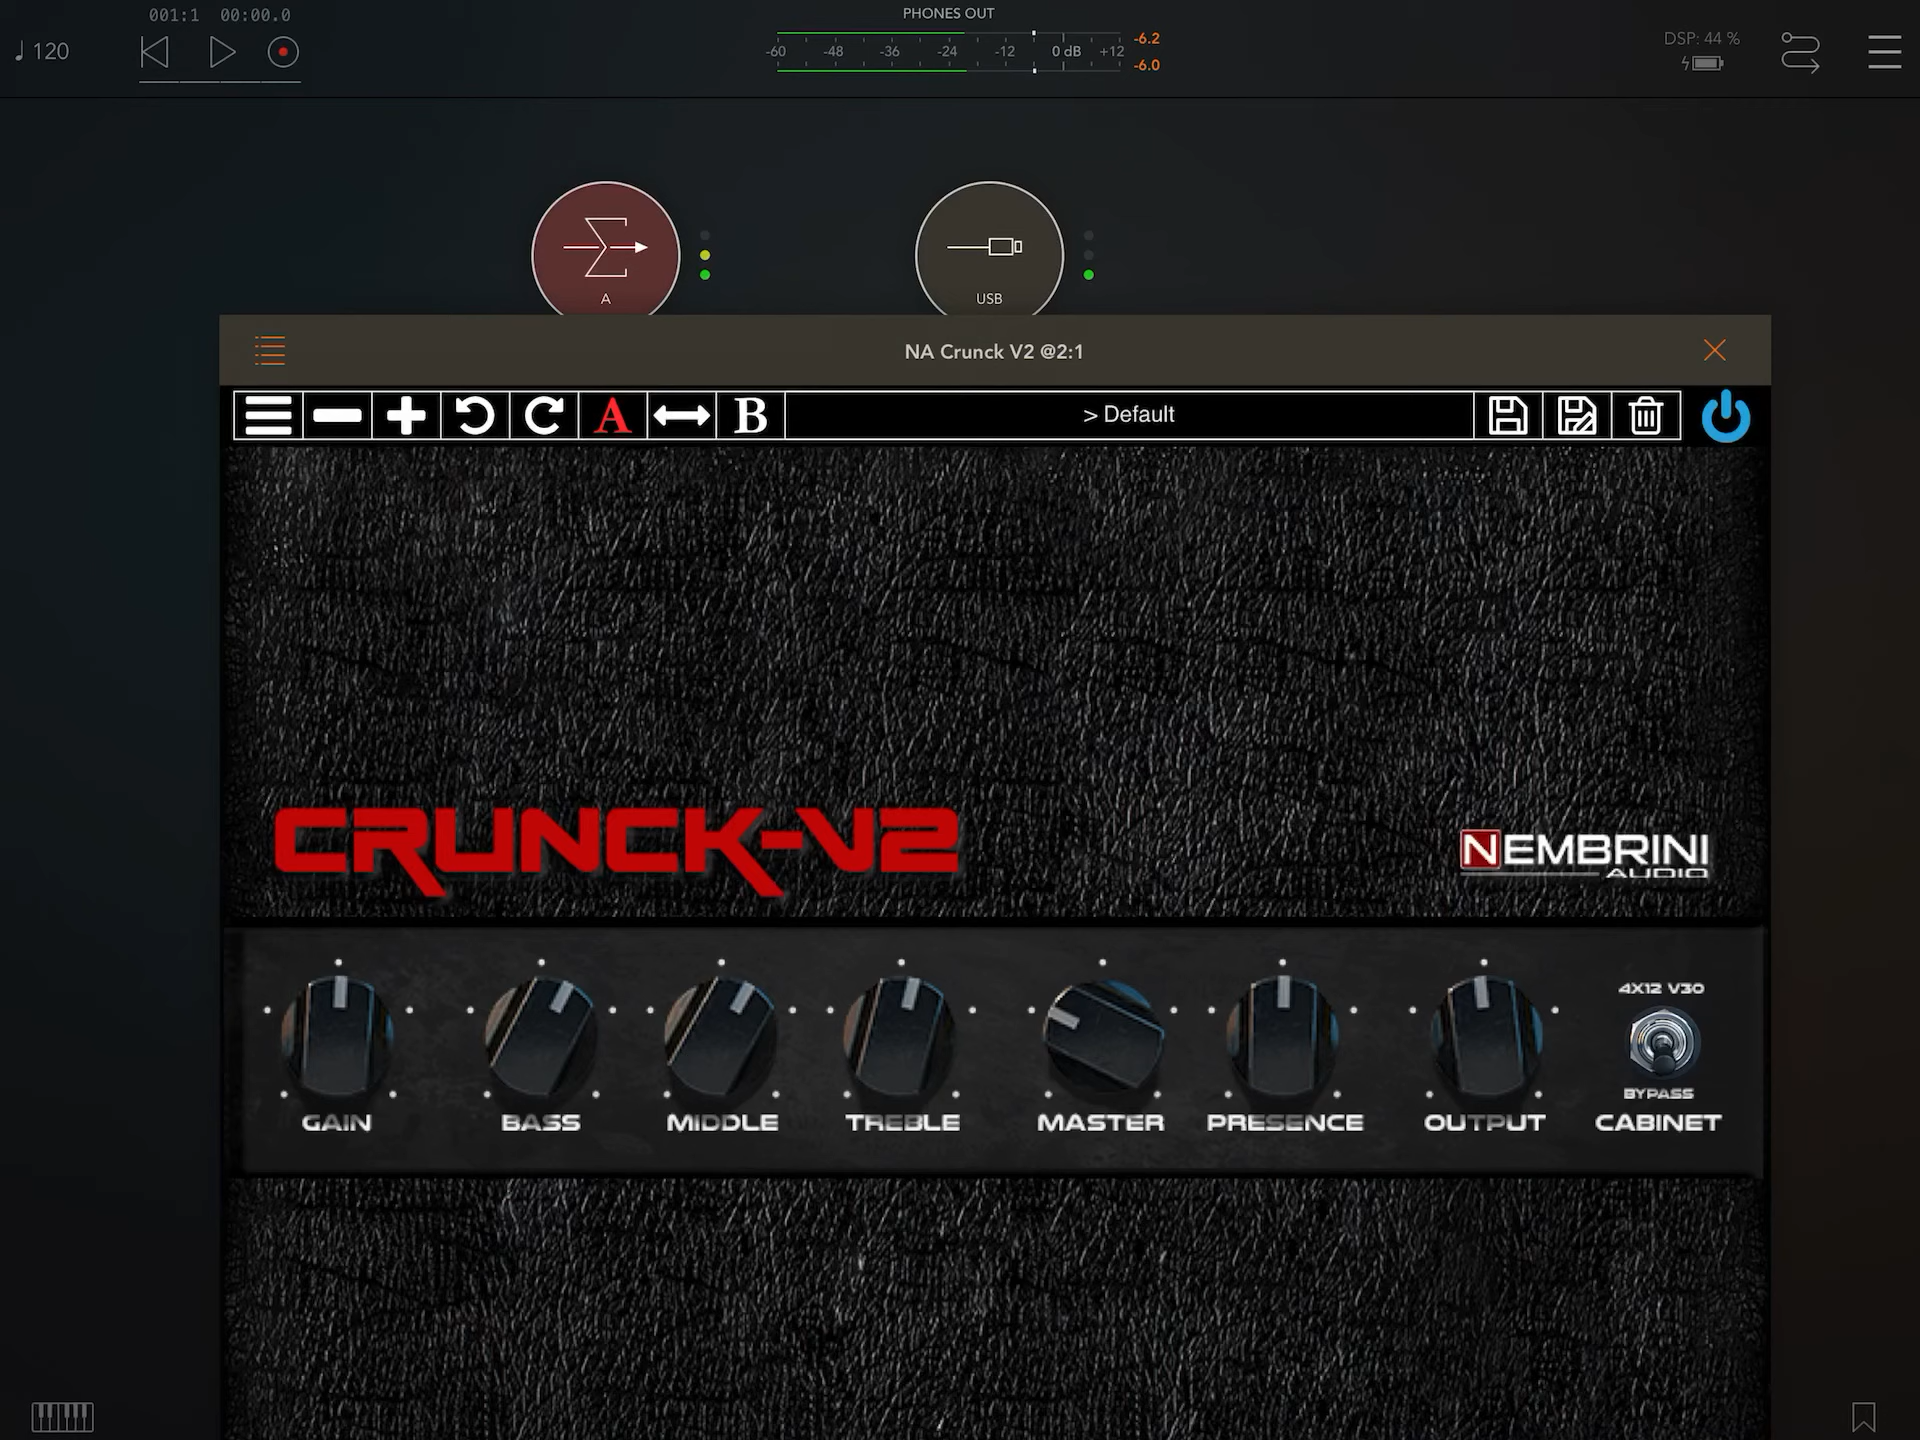 001:1 00:00.0
PHONES OUT
120
-60 -48 -36 -24 -12 0 dB +12
-6.2
-6.0
DSP: 44 %
A
USB
NA Crunck V2 @2:1
A B > Default
CRUNCK-V2
NEMBRINI
AUDIO
4X12 V30
BYPASS
GAIN BASS MIDDLE TREBLE MASTER PRESENCE OUTPUT CABINET